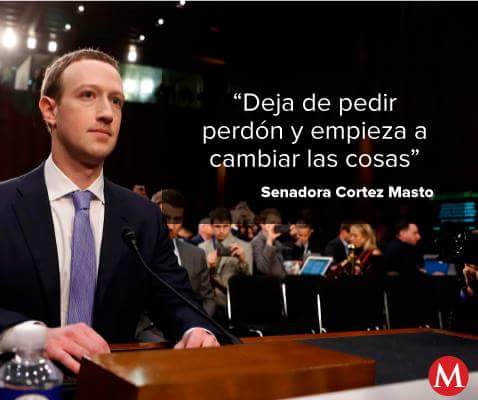 “Deja de pedir
perdón y empieza a
cambiar las cosas”
Senadora Cortez Masto
M